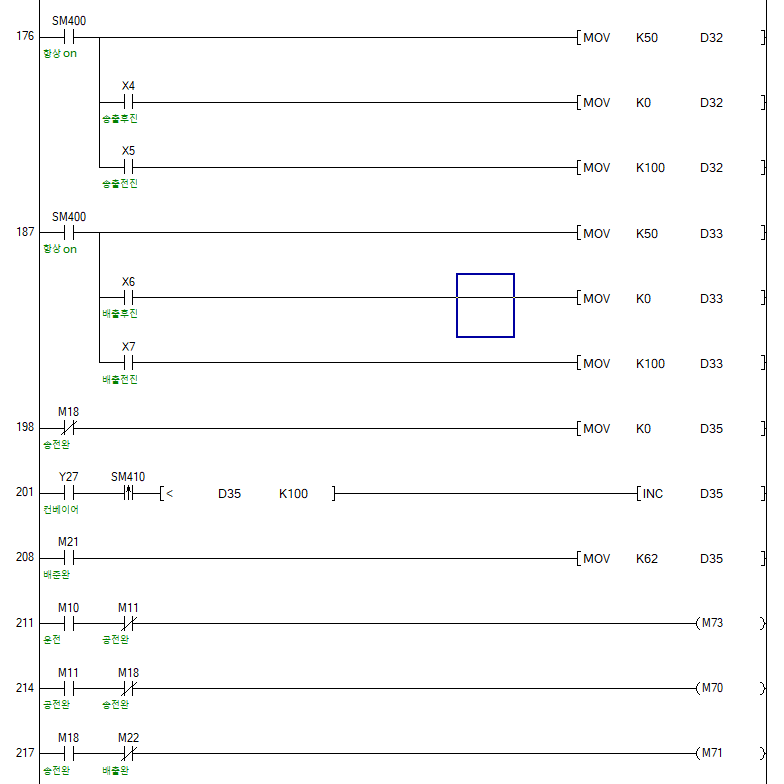 SM400
176 MOV K50 D32
항상 on
X4
MOV K0 D32
송출후진
X5
MOV K100 D32
송출전진
SM400
187 MOV K50 D33
항상 on
X6
MOV K0 D33
배출후진
X7
MOV K100 D33
배출전진
M18
198 MOV K0 D35
송전완
Y27 SM410
201 < D35 K100 INC D35
컨베이어
M21
208 MOV K62 D35
배준완
M10 M11
211 M73
운전 공전완
M11 M18
214 M70
공전완 송전완
M18 M22
217 M71
송전완 배출완